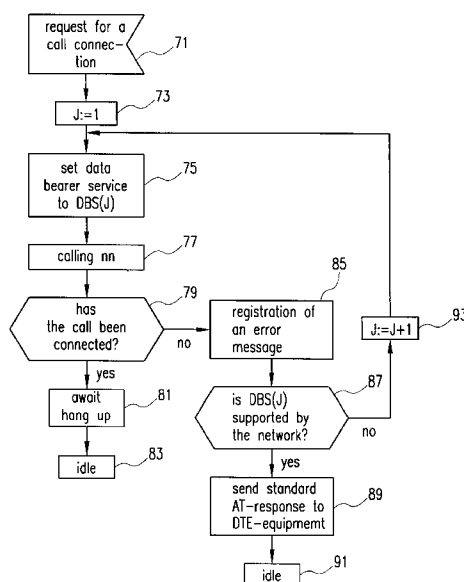 request for a
call connec-
tion
71
73
J:=1
set data
bearer service
to DBS(J)
75
calling nn
77
79
has
the call been
connected?
no
yes
85
registration of
an error
message
93
J:=J+1
87
is DBS(J)
supported by
the network?
no
yes
81
await
hang up
83
idle
send standard
AT-response to
DTE-equipmemt
89
91
idle